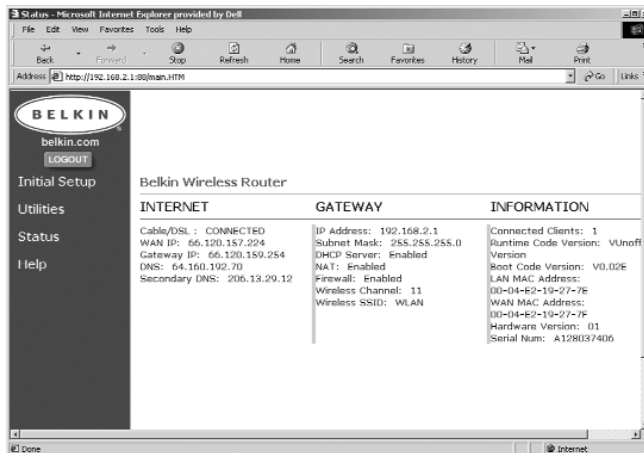 Status - Microsoft Internet Explorer provided by Dell
File Edit View Favorites Tools Help
Back Forward Stop Refresh Home Search Favorites History Mail Print
Address http://192.168.2.1:88/main.HTM Go Links
BELKIN
belkin.com
LOGOUT
Initial Setup
Utilities
Status
Help
Belkin Wireless Router
INTERNET
Cable/DSL : CONNECTED
WAN IP: 66.120.157.224
Gateway IP: 66.120.159.254
DNS: 64.160.192.70
Secondary DNS: 206.13.29.12
GATEWAY
IP Address: 192.168.2.1
Subnet Mask: 255.255.255.0
DHCP Server: Enabled
NAT: Enabled
Firewall: Enabled
Wireless Channel: 11
Wireless SSID: WLAN
INFORMATION
Connected Clients: 1
Runtime Code Version: VUnoff
Version
Boot Code Version: V0.02E
LAN MAC Address:
00-04-E2-19-27-7E
WAN MAC Address:
00-04-E2-19-27-7F
Hardware Version: 01
Serial Num: A128037406
Done
Internet